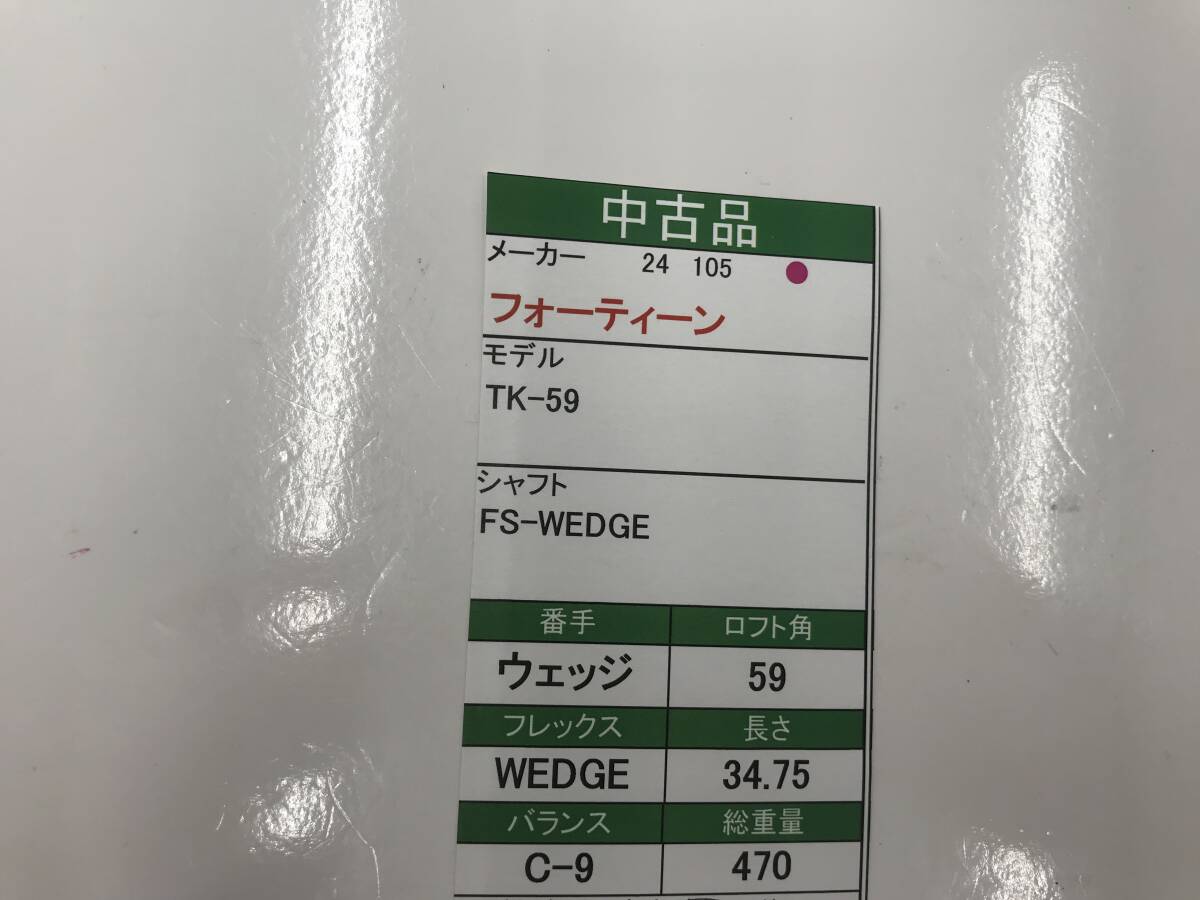 中古品
メーカー 24 105
フォーティーン
モデル
TK-59
シャフト
FS-WEDGE
番手 ロフト角
ウェッジ 59
フレックス 長さ
WEDGE 34.75
バランス 総重量
C-9 470